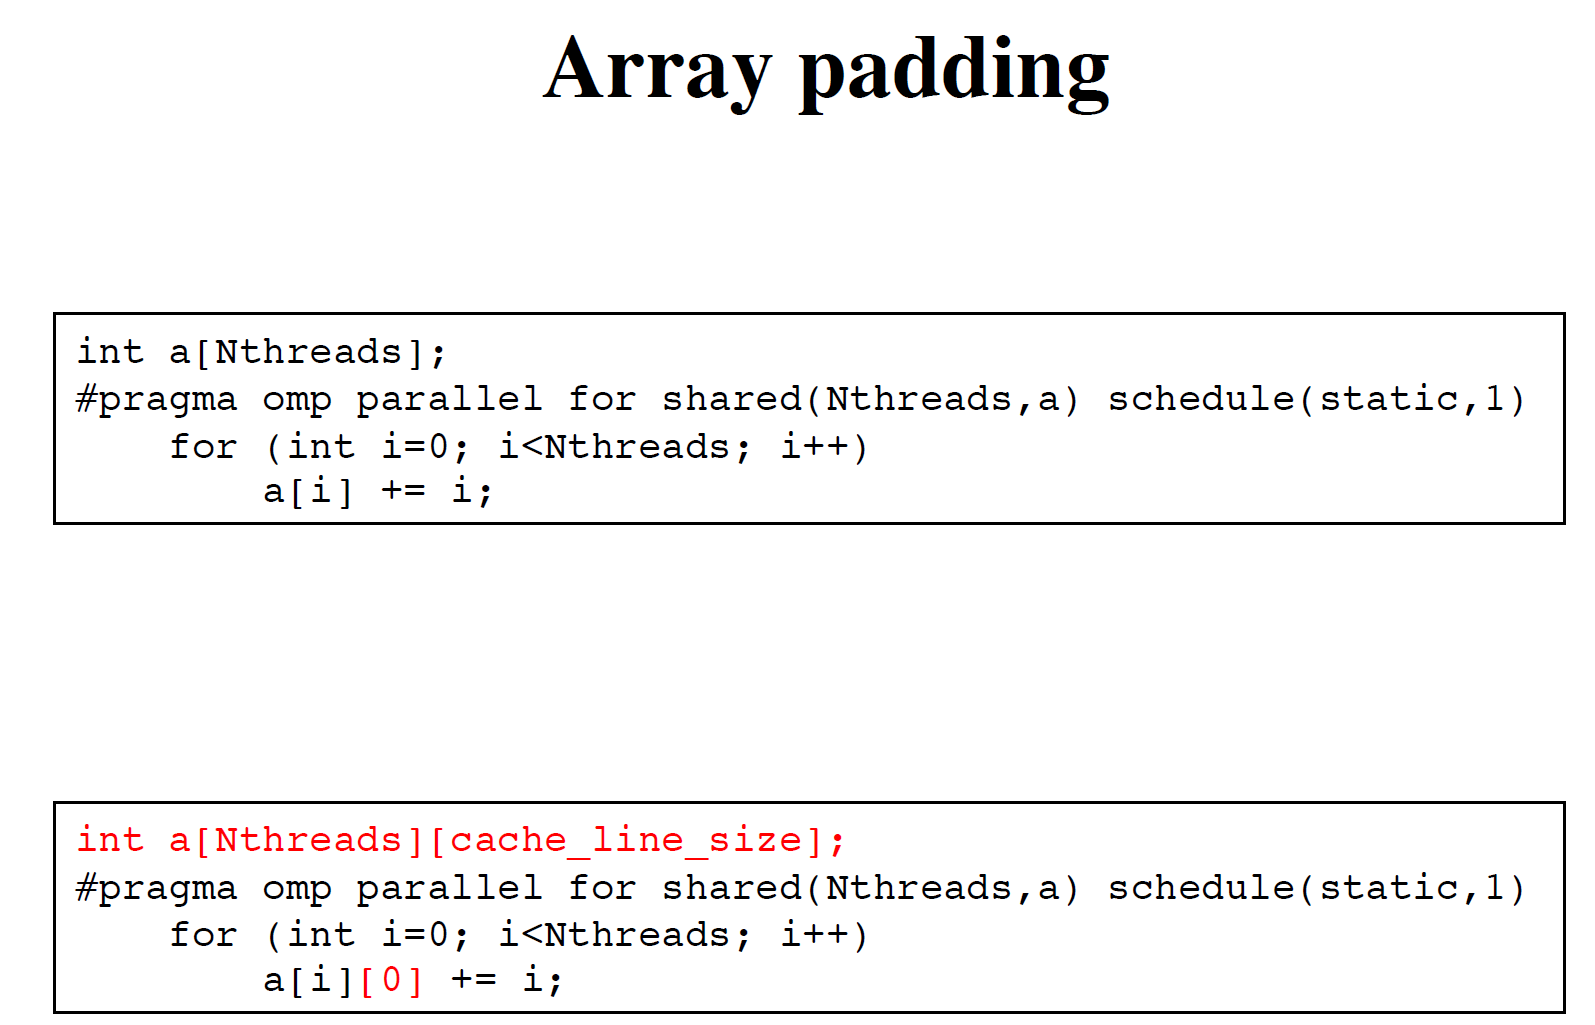 Array padding
int a[Nthreads];
#pragma omp parallel for shared(Nthreads,a) schedule(static,1)
    for (int i=0; i<Nthreads; i++)
        a[i] += i;
int a[Nthreads][cache_line_size];
#pragma omp parallel for shared(Nthreads,a) schedule(static,1)
    for (int i=0; i<Nthreads; i++)
        a[i][0] += i;